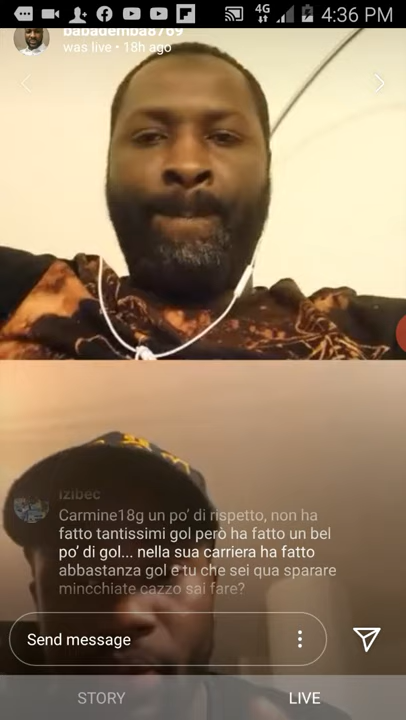 4G 4:36 PM
babademba8769
was live • 18h ago
izibec
Carmine18g un po' di rispetto, non ha
fatto tantissimi gol però ha fatto un bel
po' di gol... nella sua carriera ha fatto
abbastanza gol e tu che sei qua sparare
mincchiate cazzo sai fare?
Send message
STORY LIVE